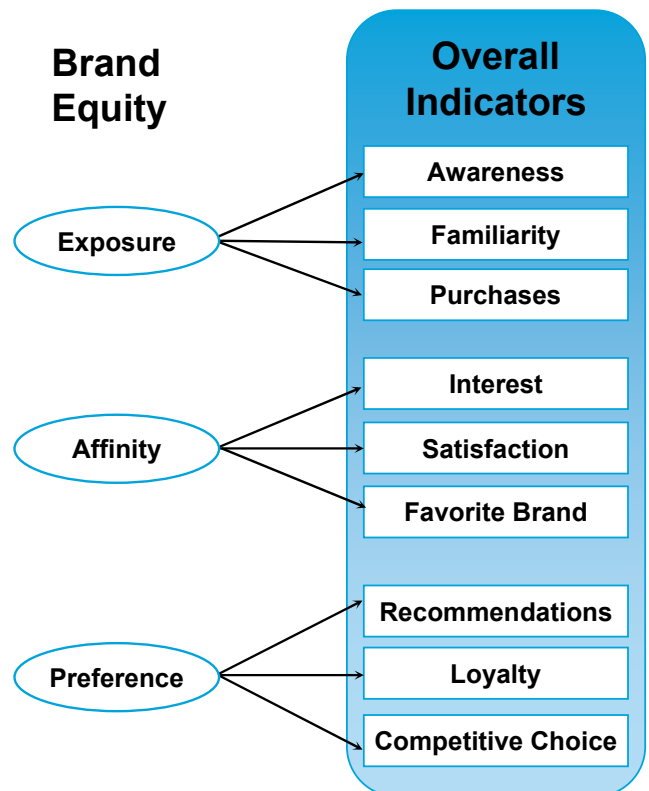 Brand
Equity
Overall
Indicators
Exposure
Awareness
Familiarity
Purchases
Affinity
Interest
Satisfaction
Favorite Brand
Preference
Recommendations
Loyalty
Competitive Choice